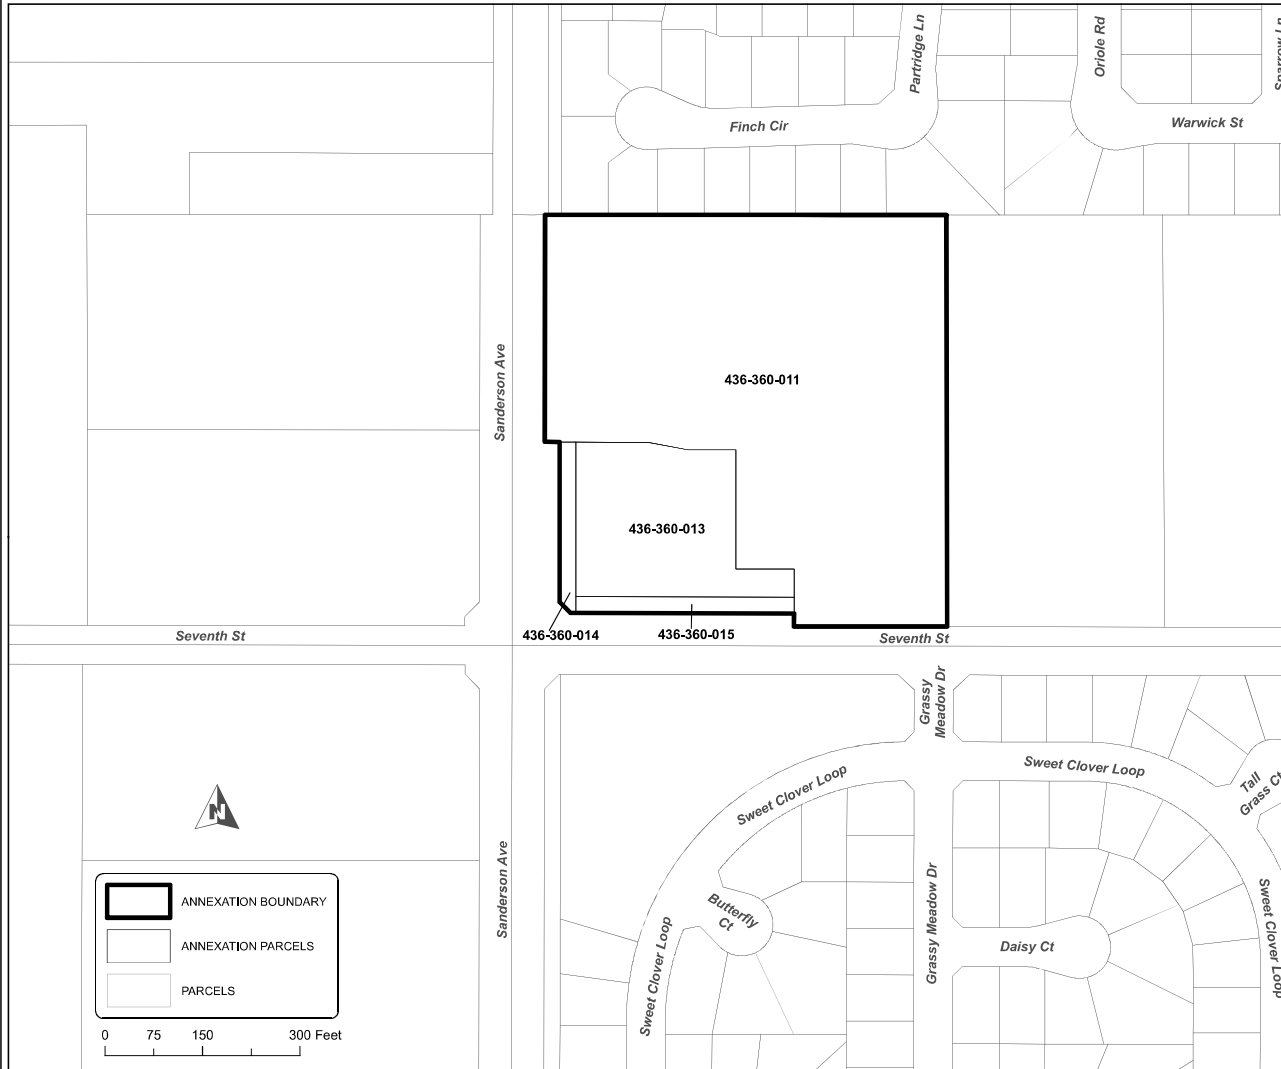 Partridge Ln
Oriole Rd
Sparrow Ln
Finch Cir
Warwick St
Sanderson Ave
436-360-011
436-360-013
436-360-014
436-360-015
Seventh St
Seventh St
Grassy
Meadow Dr
Sweet Clover Loop
Sweet Clover Loop
Tall
Grass Ct
N
Sanderson Ave
Butterfly
Ct
Grassy Meadow Dr
Daisy Ct
Sweet Clover Loop
Sweet Clover Loop
ANNEXATION BOUNDARY
ANNEXATION PARCELS
PARCELS
0 75 150 300 Feet